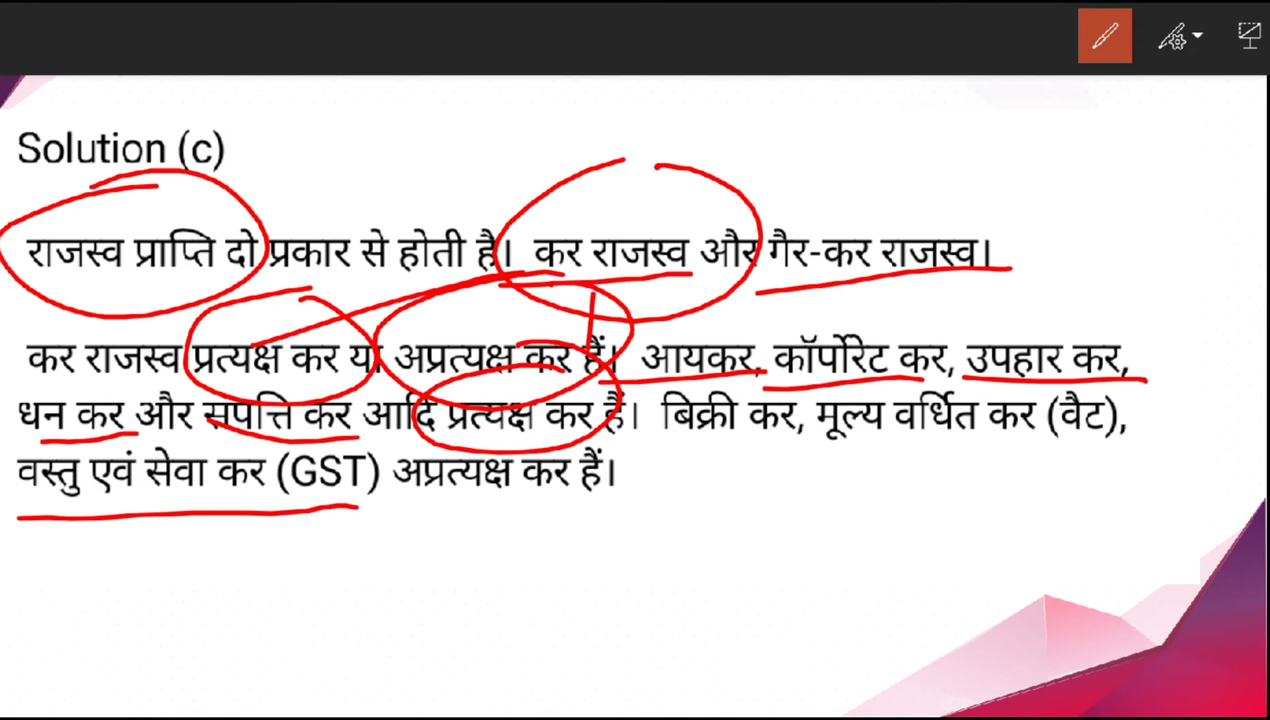 Solution (c)
राजस्व प्राप्ति दो प्रकार से होती है। कर राजस्व और गैर-कर राजस्व।
कर राजस्व प्रत्यक्ष कर या अप्रत्यक्ष कर हैं। आयकर, कॉर्पोरेट कर, उपहार कर,
धन कर और संपत्ति कर आदि प्रत्यक्ष कर हैं। बिक्री कर, मूल्य वर्धित कर (वैट),
वस्तु एवं सेवा कर (GST) अप्रत्यक्ष कर हैं।